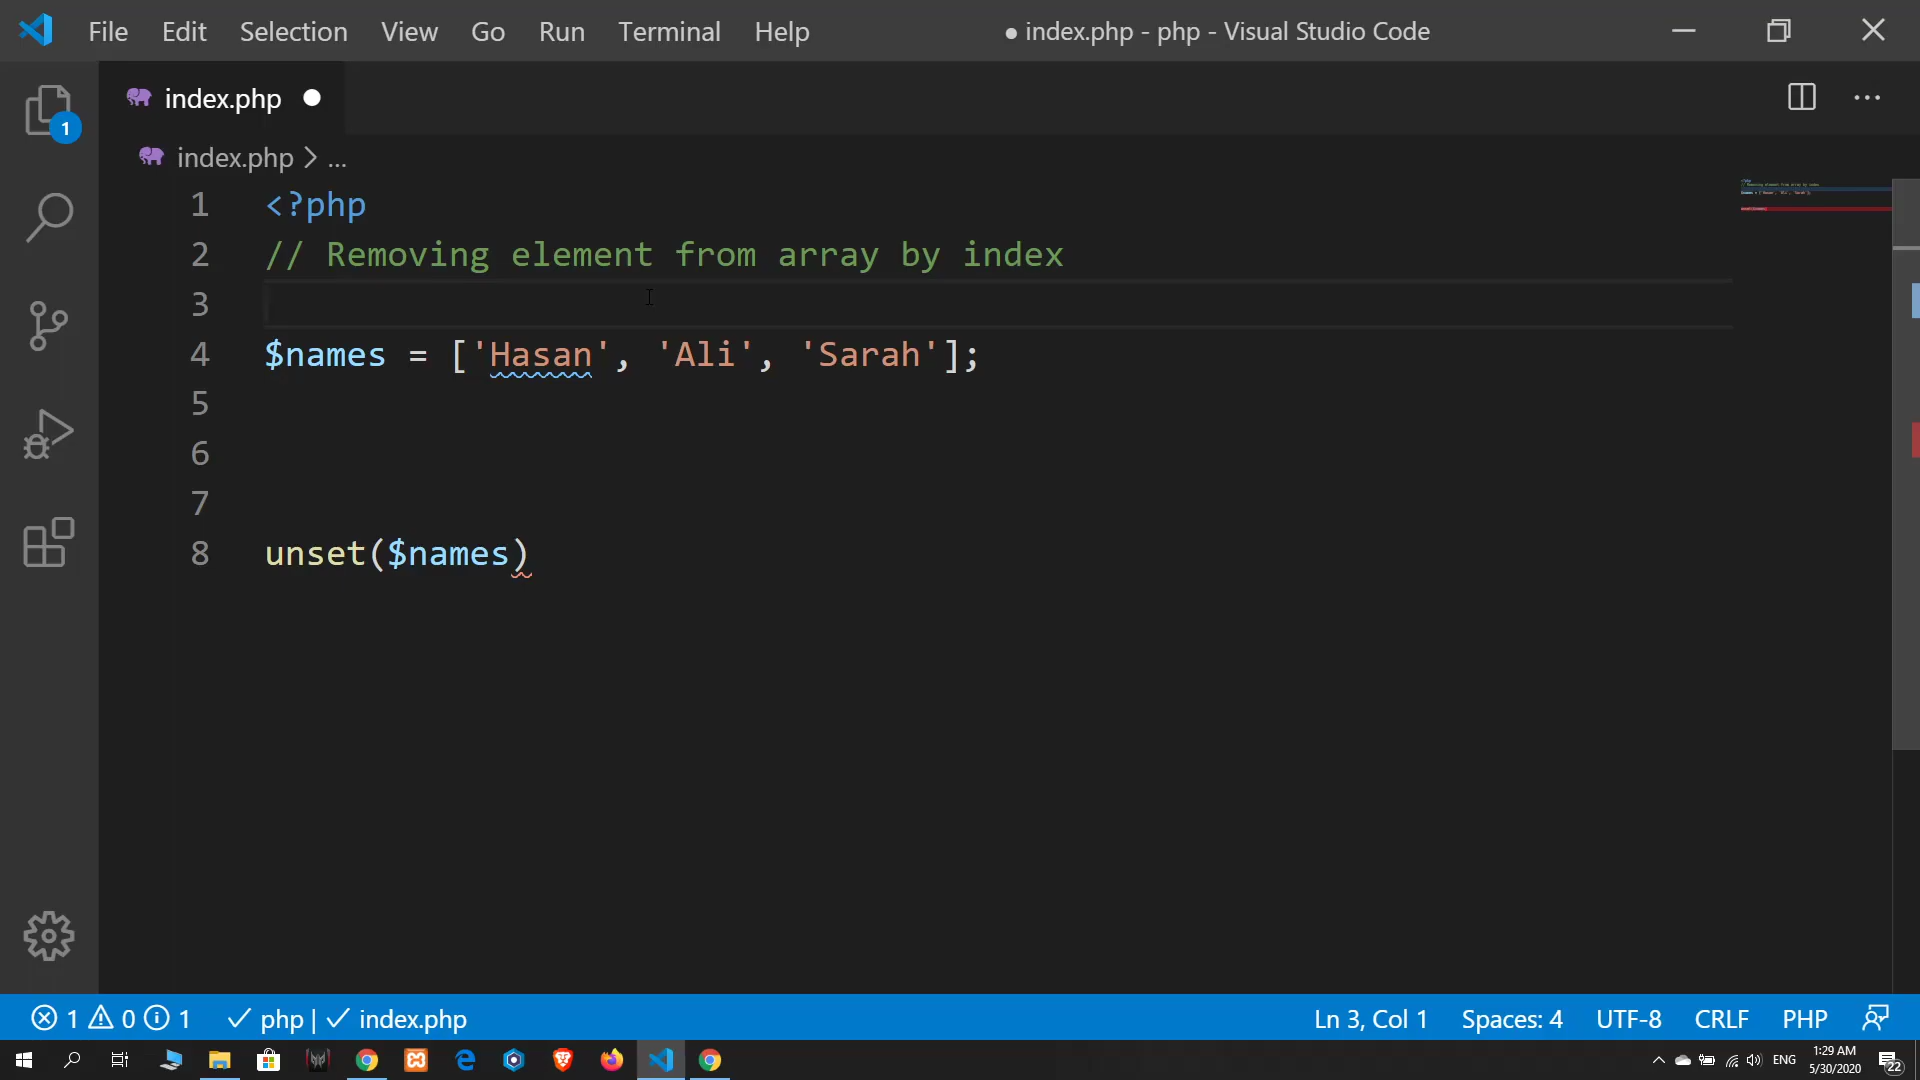 File Edit Selection View Go Run Terminal Help ● index.php - php - Visual Studio Code
index.php
1
index.php > ...
1 <?php
2 // Removing element from array by index
3
4 $names = ['Hasan', 'Ali', 'Sarah'];
5
6
7
8 unset($names)
1 0 1 php | index.php Ln 3, Col 1 Spaces: 4 UTF-8 CRLF PHP
ENG 1:29 AM
5/30/2020 22